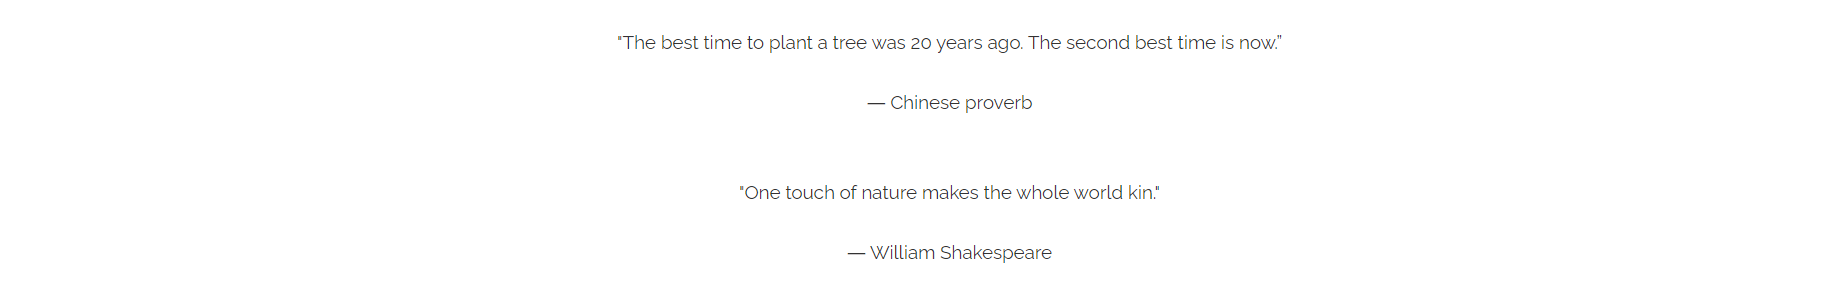 "The best time to plant a tree was 20 years ago. The second best time is now.”
— Chinese proverb
"One touch of nature makes the whole world kin."
— William Shakespeare